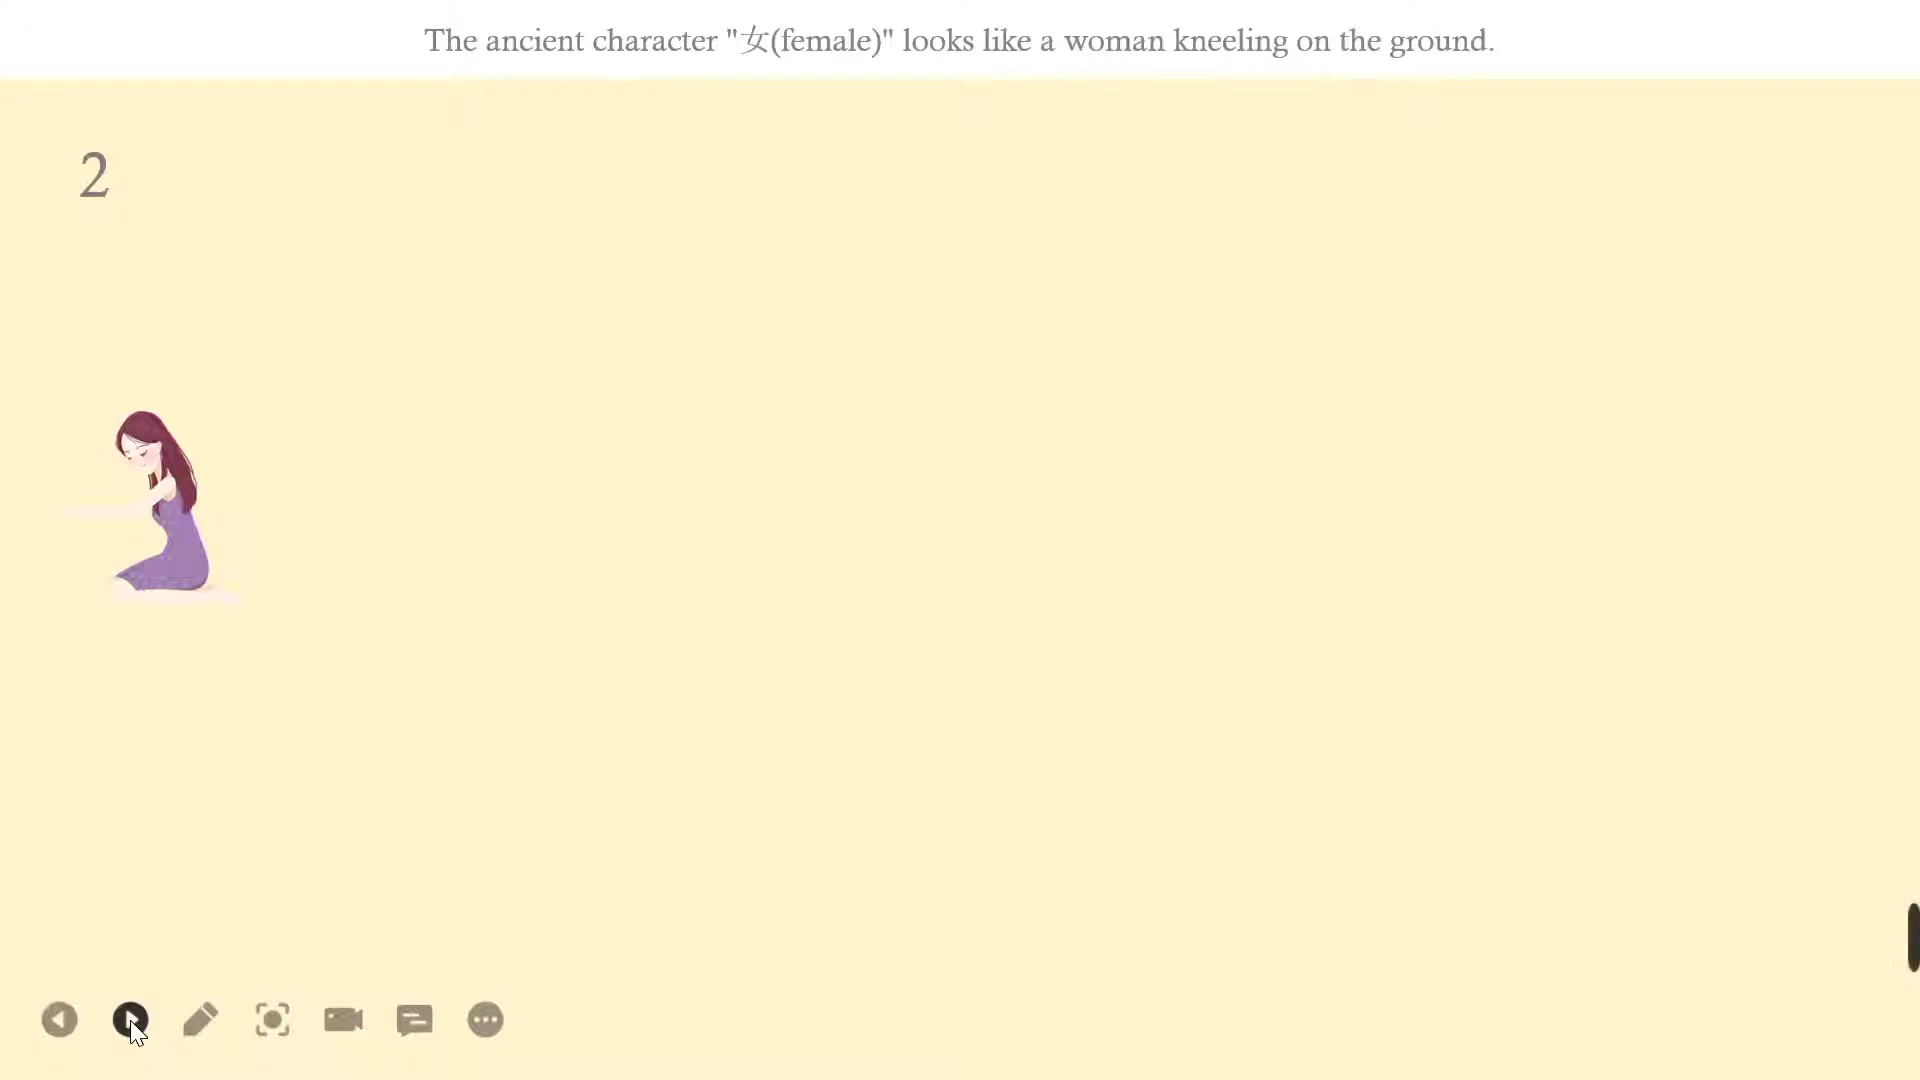 The ancient character "女(female)" looks like a woman kneeling on the ground.
2